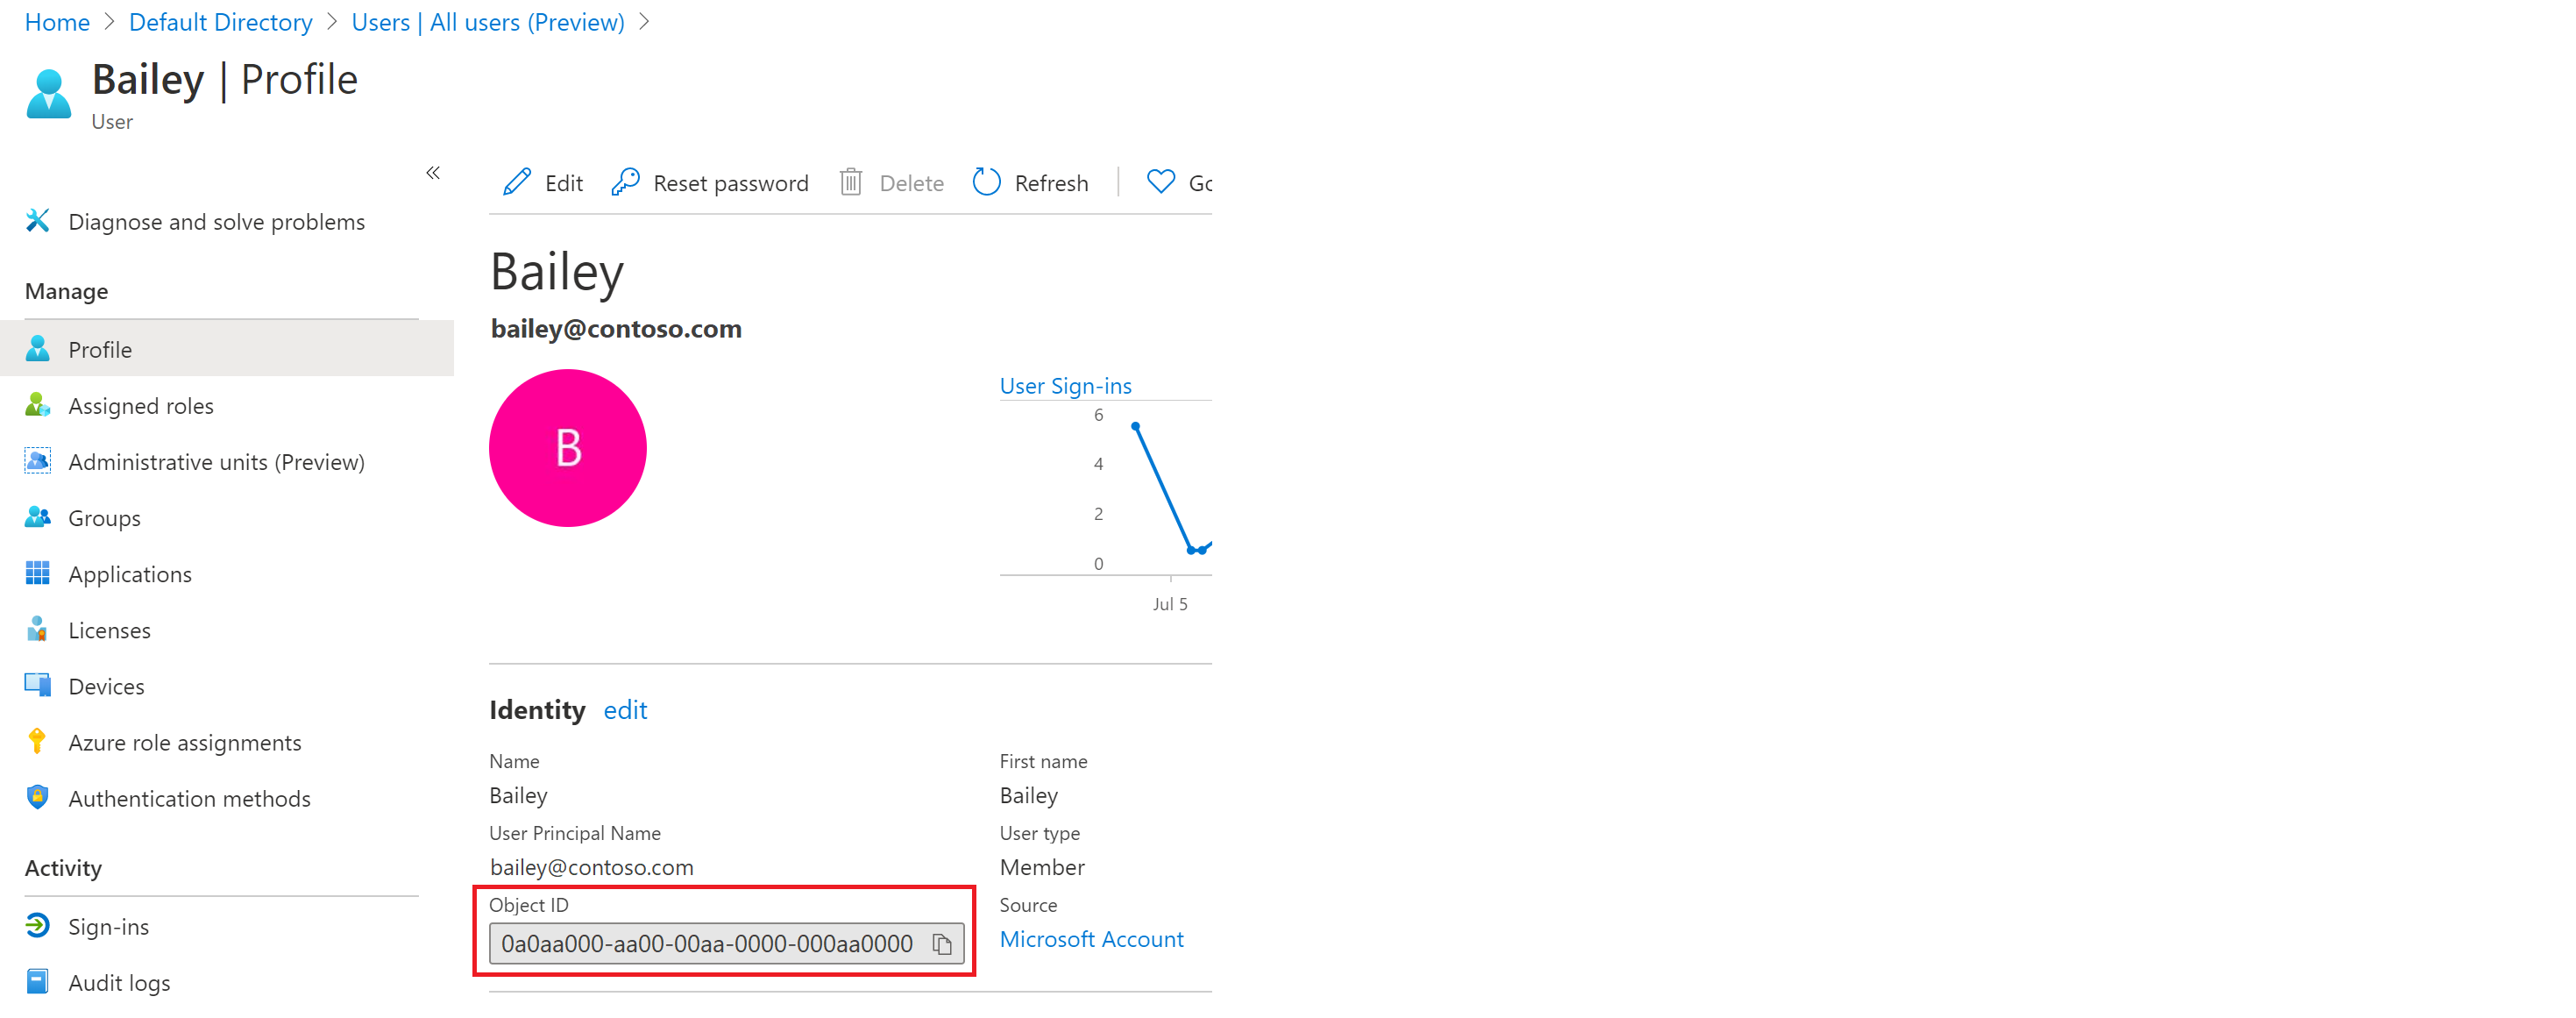 Home > Default Directory > Users | All users (Preview) >
Bailey | Profile
User
«
Diagnose and solve problems
Manage
Profile
Assigned roles
Administrative units (Preview)
Groups
Applications
Licenses
Devices
Azure role assignments
Authentication methods
Activity
Sign-ins
Audit logs
Edit Reset password Delete Refresh
Bailey
bailey@contoso.com
B
User Sign-ins
6
4
2
0
Jul 5
Identity edit
Name
Bailey
User Principal Name
bailey@contoso.com
Object ID
0a0aa000-aa00-00aa-0000-000aa0000
First name
Bailey
User type
Member
Source
Microsoft Account